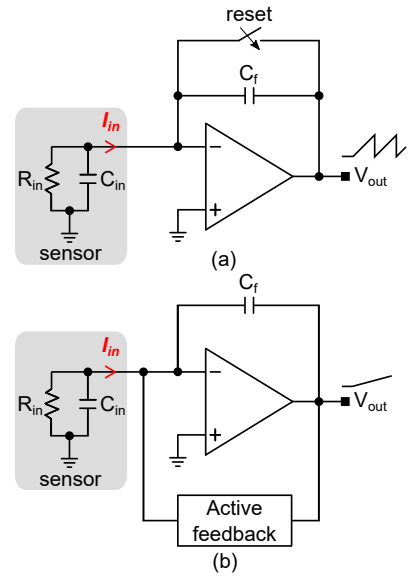 reset
C_f
I_in
−
R_in
C_in
+
V_out
sensor
(a)
C_f
I_in
−
R_in
C_in
+
V_out
sensor
Active
feedback
(b)